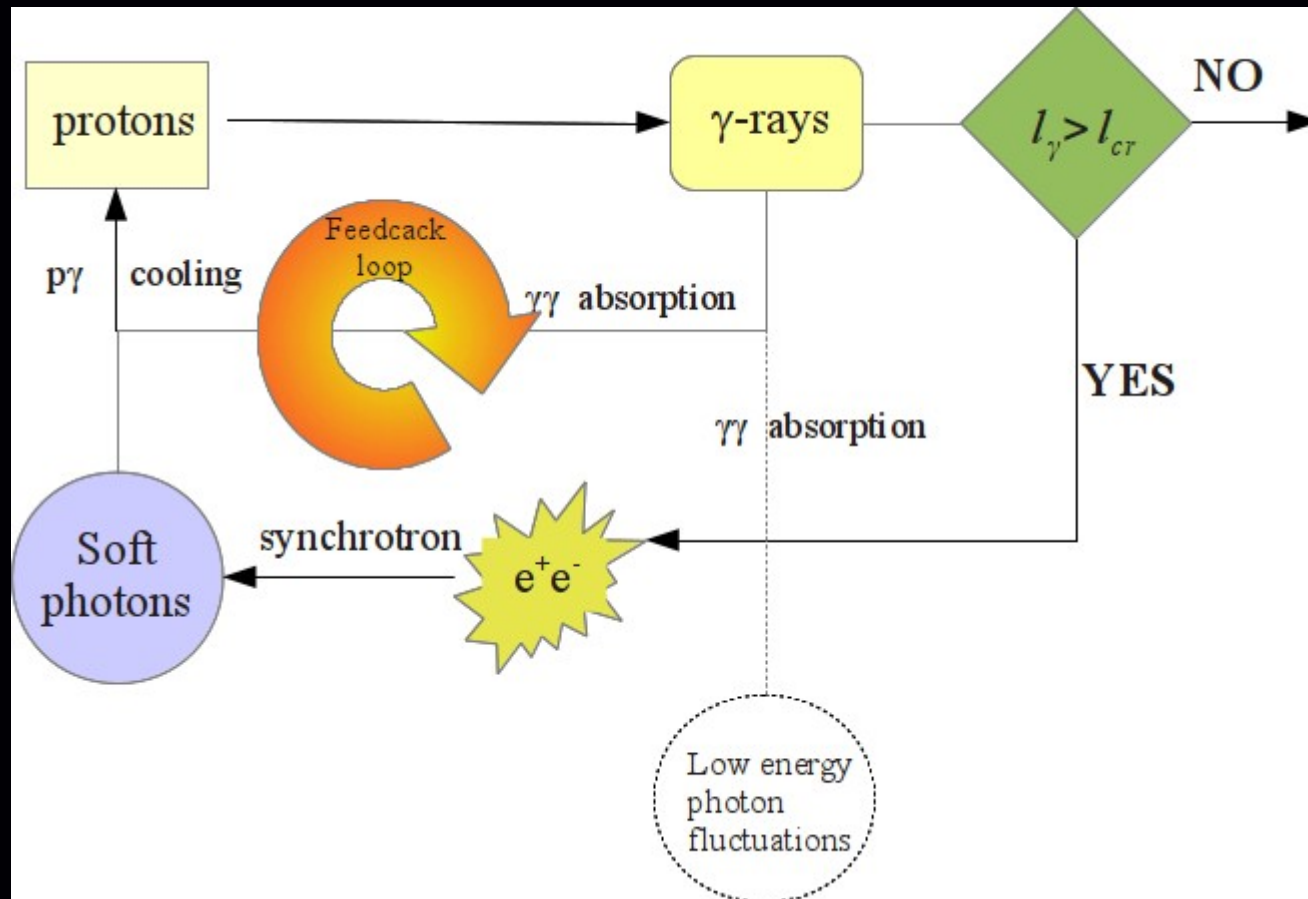 protons
γ-rays
l_γ > l_cr
NO
Feedcack
loop
pγ cooling
γγ absorption
YES
γγ absorption
synchrotron
e⁺e⁻
Soft
photons
Low energy
photon
fluctuations